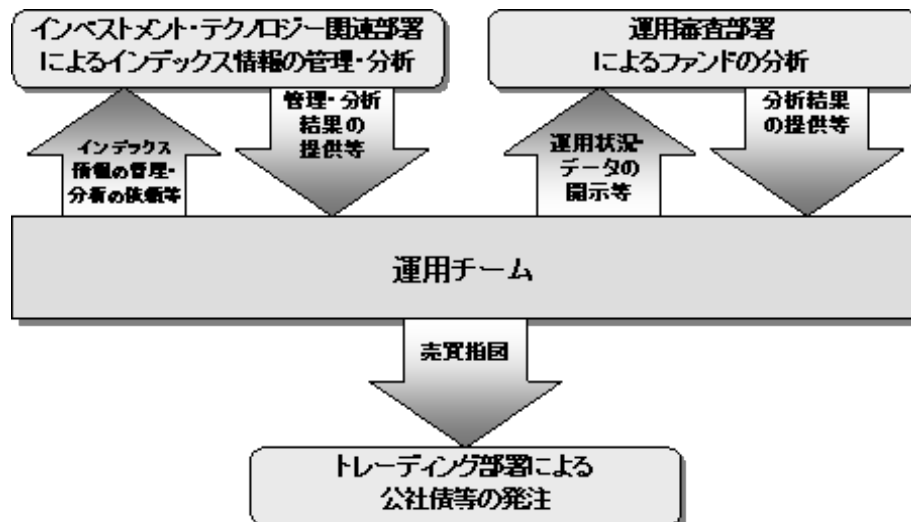 インベストメント・テクノロジー関連部署
によるインデックス情報の管理・分析
運用審査部署
によるファンドの分析
インデックス
情報の管理・
分析の依頼等
管理・分析
結果の
提供等
運用状況・
データの
開示等
分析結果
の提供等
運用チーム
売買指図
トレーディング部署による
公社債等の発注